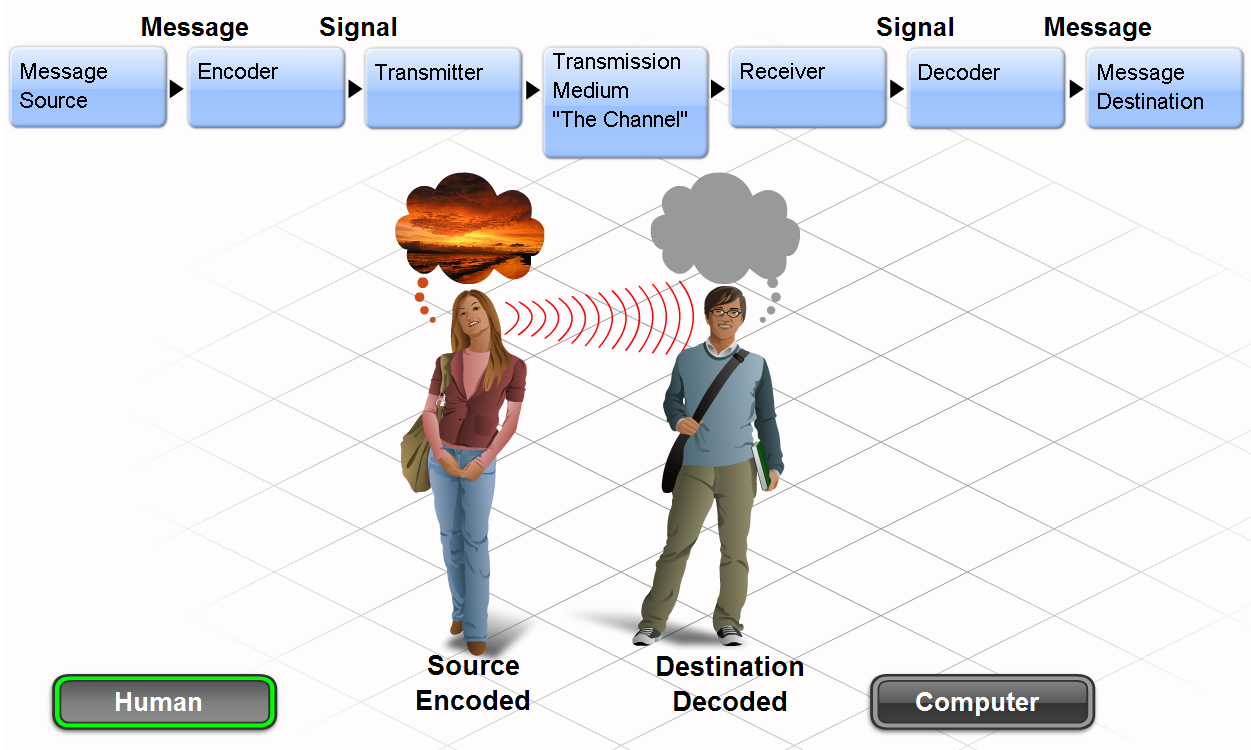 Message
Signal
Signal
Message
Message
Source
Encoder
Transmitter
Transmission
Medium
"The Channel"
Receiver
Decoder
Message
Destination
Source
Encoded
Destination
Decoded
Human
Computer